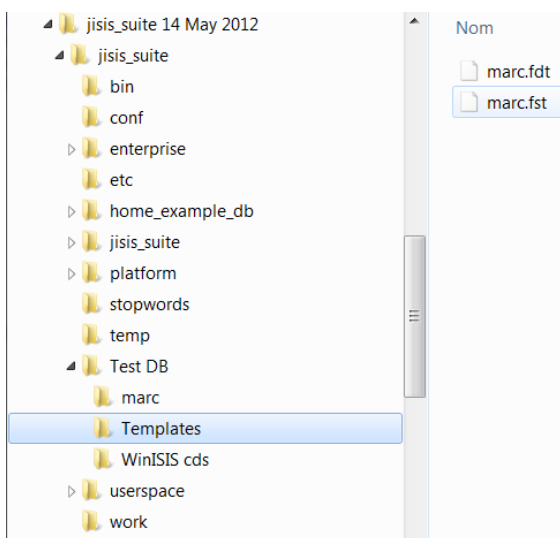 jisis_suite 14 May 2012
jisis_suite
bin
conf
enterprise
etc
home_example_db
jisis_suite
platform
stopwords
temp
Test DB
marc
Templates
WinISIS cds
userspace
work
Nom
marc.fdt
marc.fst